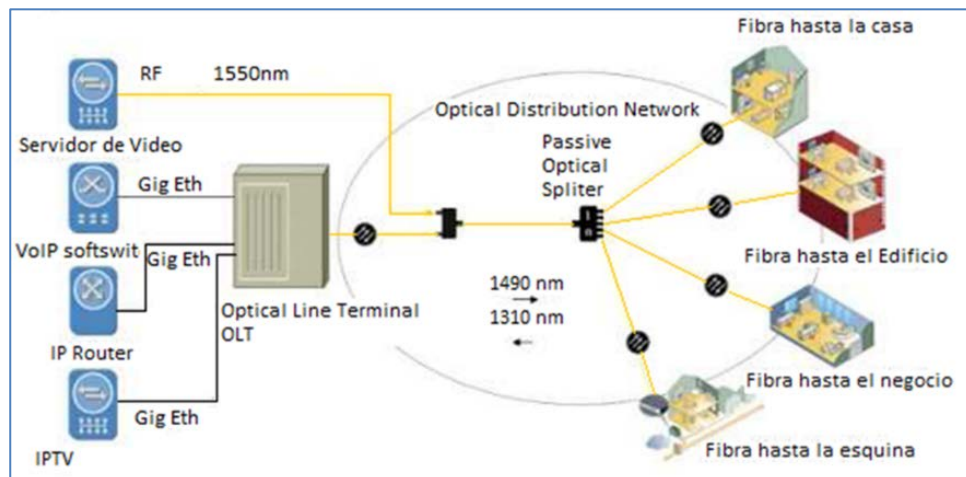 Fibra hasta la casa
RF 1550nm
Servidor de Video
Optical Distribution Network
Passive
Optical
Spliter
Gig Eth
VoIP softswit
Gig Eth
Fibra hasta el Edificio
1490 nm
1310 nm
Optical Line Terminal
OLT
IP Router
Fibra hasta el negocio
Gig Eth
Fibra hasta la esquina
IPTV